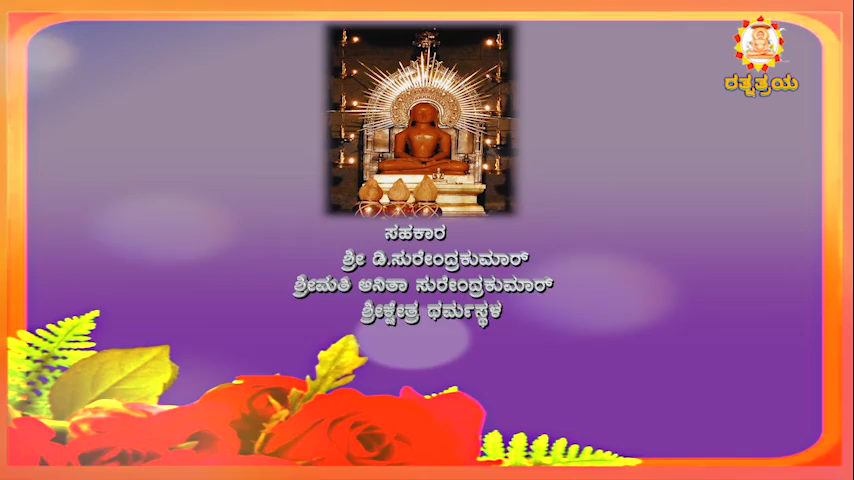 ರತ್ನತ್ರಯ
ಸಹಕಾರ
ಶ್ರೀ ಡಿ.ಸುರೇಂದ್ರಕುಮಾರ್
ಶ್ರೀಮತಿ ಅನಿತಾ ಸುರೇಂದ್ರಕುಮಾರ್
ಶ್ರೀಕ್ಷೇತ್ರ ಧರ್ಮಸ್ಥಳ